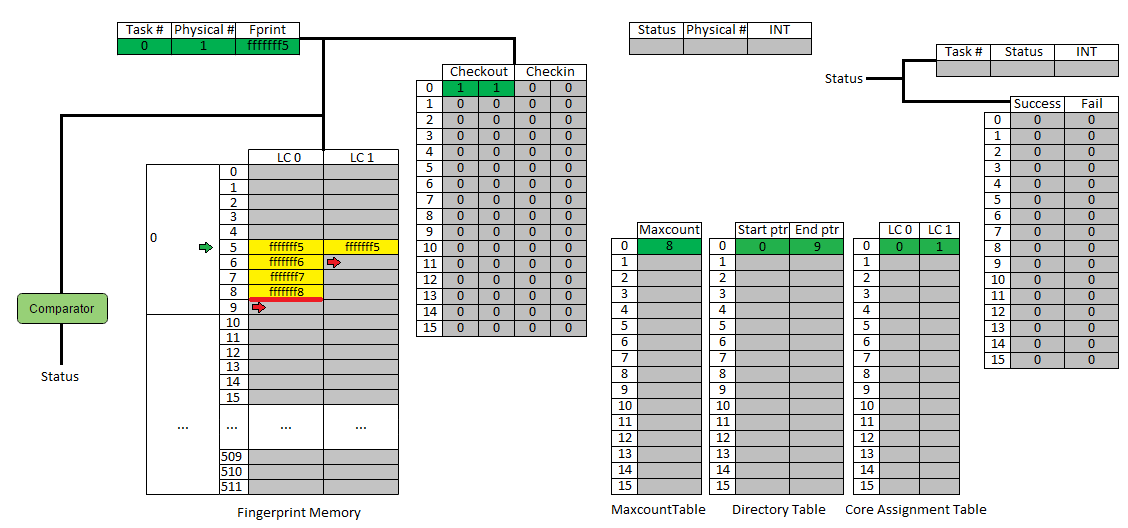 Task # Physical # Fprint
0 1 fffffff5
Status Physical # INT
Task # Status INT
Status
Checkout Checkin
0 1 1 0 0
1 0 0 0 0
2 0 0 0 0
3 0 0 0 0
4 0 0 0 0
5 0 0 0 0
6 0 0 0 0
7 0 0 0 0
8 0 0 0 0
9 0 0 0 0
10 0 0 0 0
11 0 0 0 0
12 0 0 0 0
13 0 0 0 0
14 0 0 0 0
15 0 0 0 0
Success Fail
0 0 0
1 0 0
2 0 0
3 0 0
4 0 0
5 0 0
6 0 0
7 0 0
8 0 0
9 0 0
10 0 0
11 0 0
12 0 0
13 0 0
14 0 0
15 0 0
LC 0 LC 1
0
0
1
2
3
4
5 fffffff5 fffffff5
6 fffffff6
7 fffffff7
8 fffffff8
9
10
11
12
13
14
15
... ... ... ...
509
510
511
Fingerprint Memory
Comparator
Status
Maxcount
0 8
1
2
3
4
5
6
7
8
9
10
11
12
13
14
15
MaxcountTable
Start ptr End ptr
0 0 9
1
2
3
4
5
6
7
8
9
10
11
12
13
14
15
Directory Table
LC 0 LC 1
0 0 1
1
2
3
4
5
6
7
8
9
10
11
12
13
14
15
Core Assignment Table